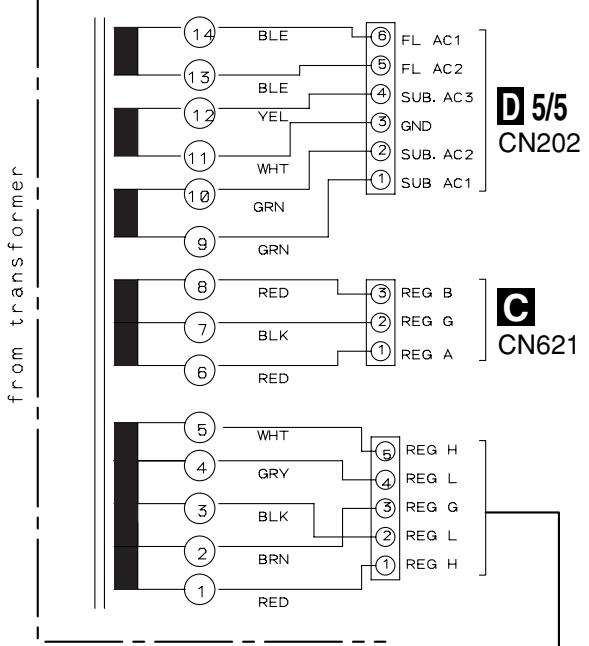 from transformer
14 BLE 6 FL AC1
13 BLE 5 FL AC2
12 YEL 4 SUB. AC3
11 WHT 3 GND
10 GRN 2 SUB. AC2
9 GRN 1 SUB AC1
D 5/5
CN202
8 RED 3 REG B
7 BLK 2 REG G
6 RED 1 REG A
C
CN621
5 WHT 5 REG H
4 GRY 4 REG L
3 BLK 3 REG G
2 BRN 2 REG L
1 RED 1 REG H